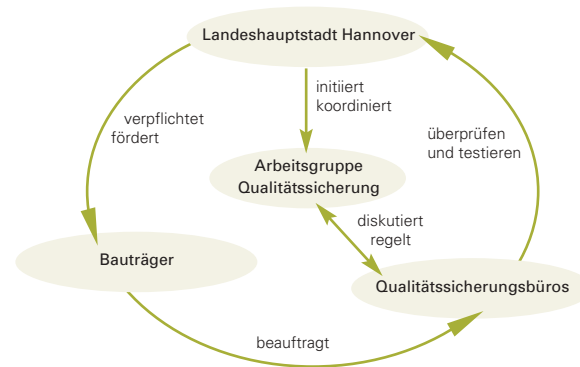 Landeshauptstadt Hannover
initiiert
koordiniert
verpflichtet
fördert
überprüfen
und testieren
Arbeitsgruppe
Qualitätssicherung
diskutiert
regelt
Bauträger
Qualitätssicherungsbüros
beauftragt